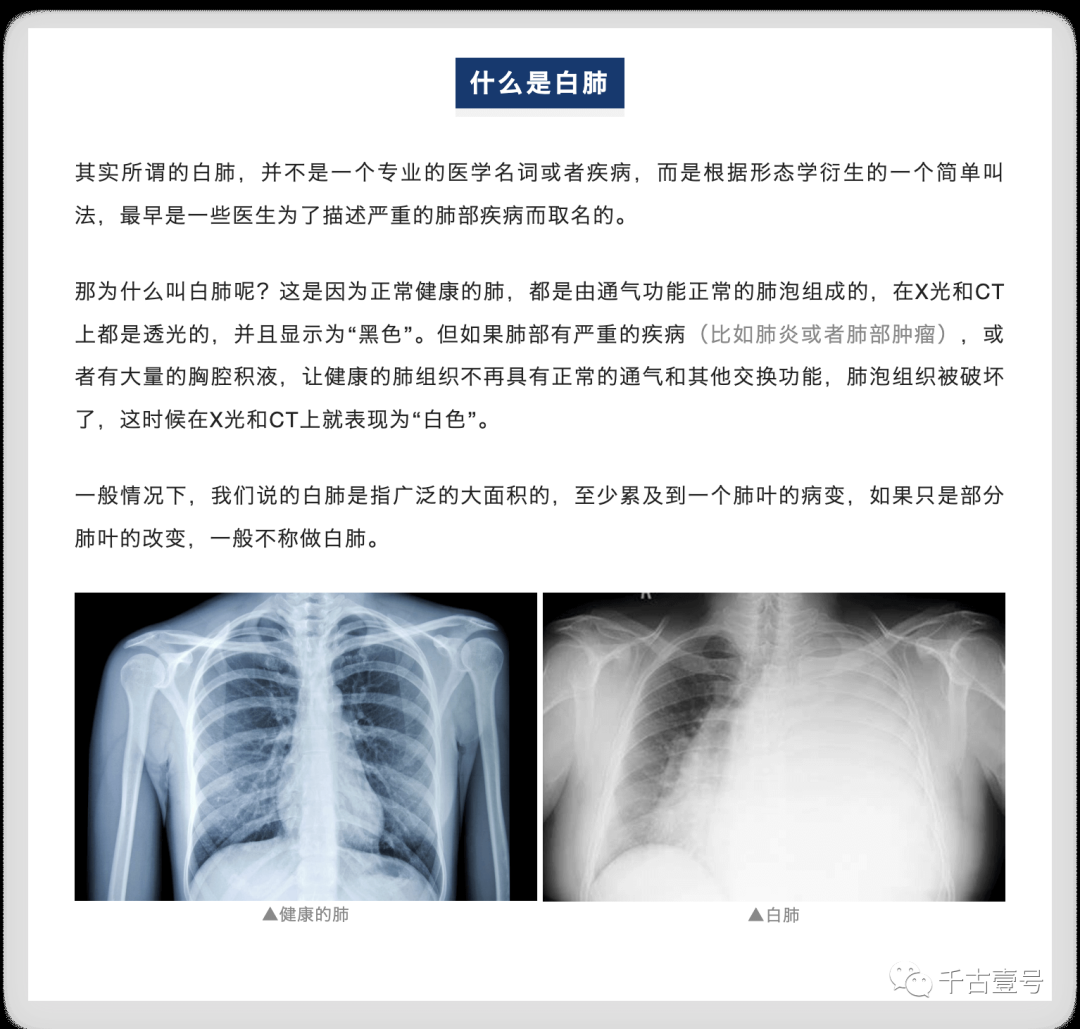 什么是白肺
其实所谓的白肺，并不是一个专业的医学名词或者疾病，而是根据形态学衍生的一个简单叫
法，最早是一些医生为了描述严重的肺部疾病而取名的。
那为什么叫白肺呢？这是因为正常健康的肺，都是由通气功能正常的肺泡组成的，在X光和CT
上都是透光的，并且显示为“黑色”。但如果肺部有严重的疾病（比如肺炎或者肺部肿瘤），或
者有大量的胸腔积液，让健康的肺组织不再具有正常的通气和其他交换功能，肺泡组织被破坏
了，这时候在X光和CT上就表现为“白色”。
一般情况下，我们说的白肺是指广泛的大面积的，至少累及到一个肺叶的病变，如果只是部分
肺叶的改变，一般不称做白肺。
▲健康的肺
▲白肺
千古壹号